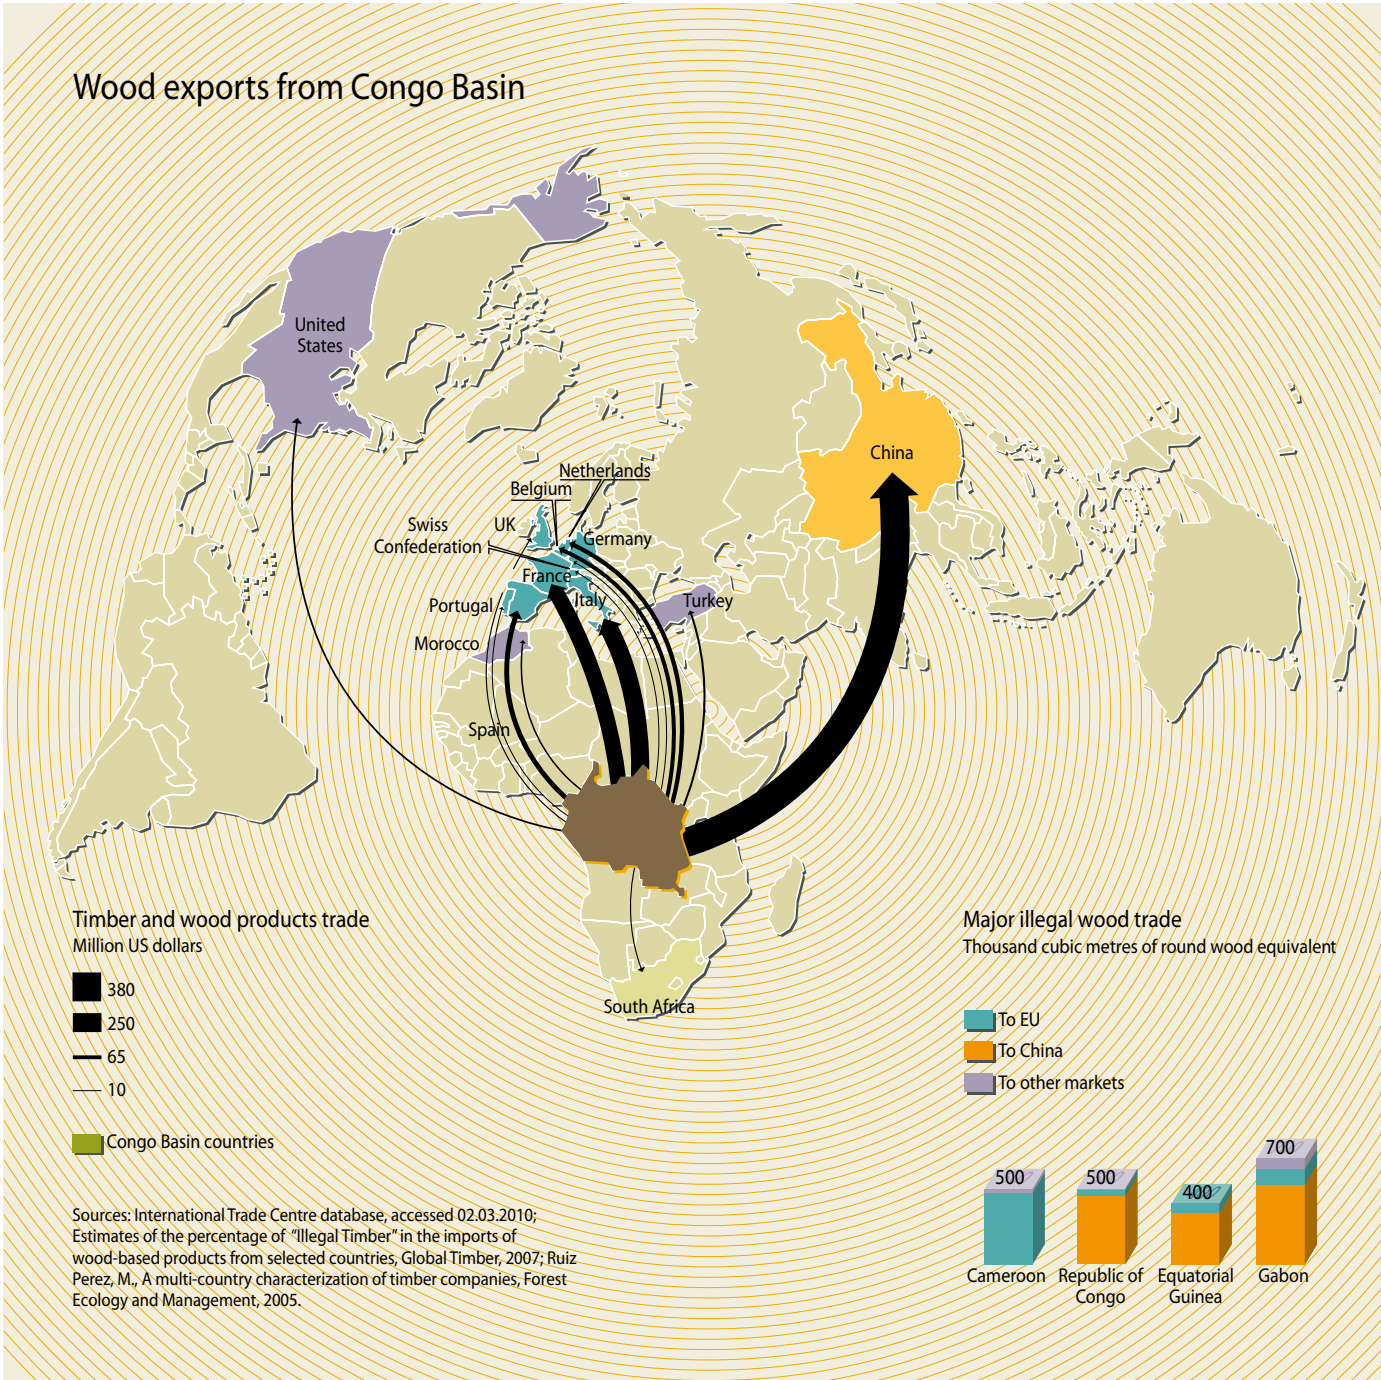 Wood exports from Congo Basin
United
States
China
Netherlands
Belgium
UK
Swiss
Confederation
Germany
France
Italy
Portugal
Turkey
Morocco
Spain
South Africa
Timber and wood products trade
Million US dollars
380
250
65
10
Congo Basin countries
Sources: International Trade Centre database, accessed 02.03.2010;
Estimates of the percentage of “Illegal Timber” in the imports of
wood-based products from selected countries, Global Timber, 2007; Ruiz
Perez, M., A multi-country characterization of timber companies, Forest
Ecology and Management, 2005.
Major illegal wood trade
Thousand cubic metres of round wood equivalent
To EU
To China
To other markets
500
500
400
700
Cameroon
Republic of
Congo
Equatorial
Guinea
Gabon